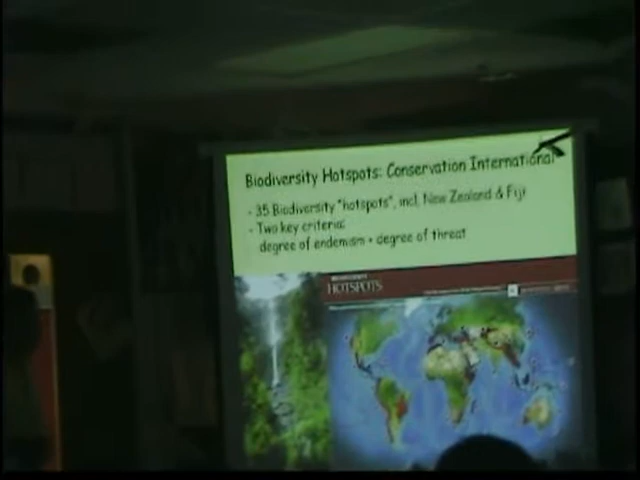 Biodiversity Hotspots: Conservation International
- 35 Biodiversity "hotspots", incl. New Zealand & Fiji
- Two key criteria:
degree of endemism + degree of threat
HOTSPOTS